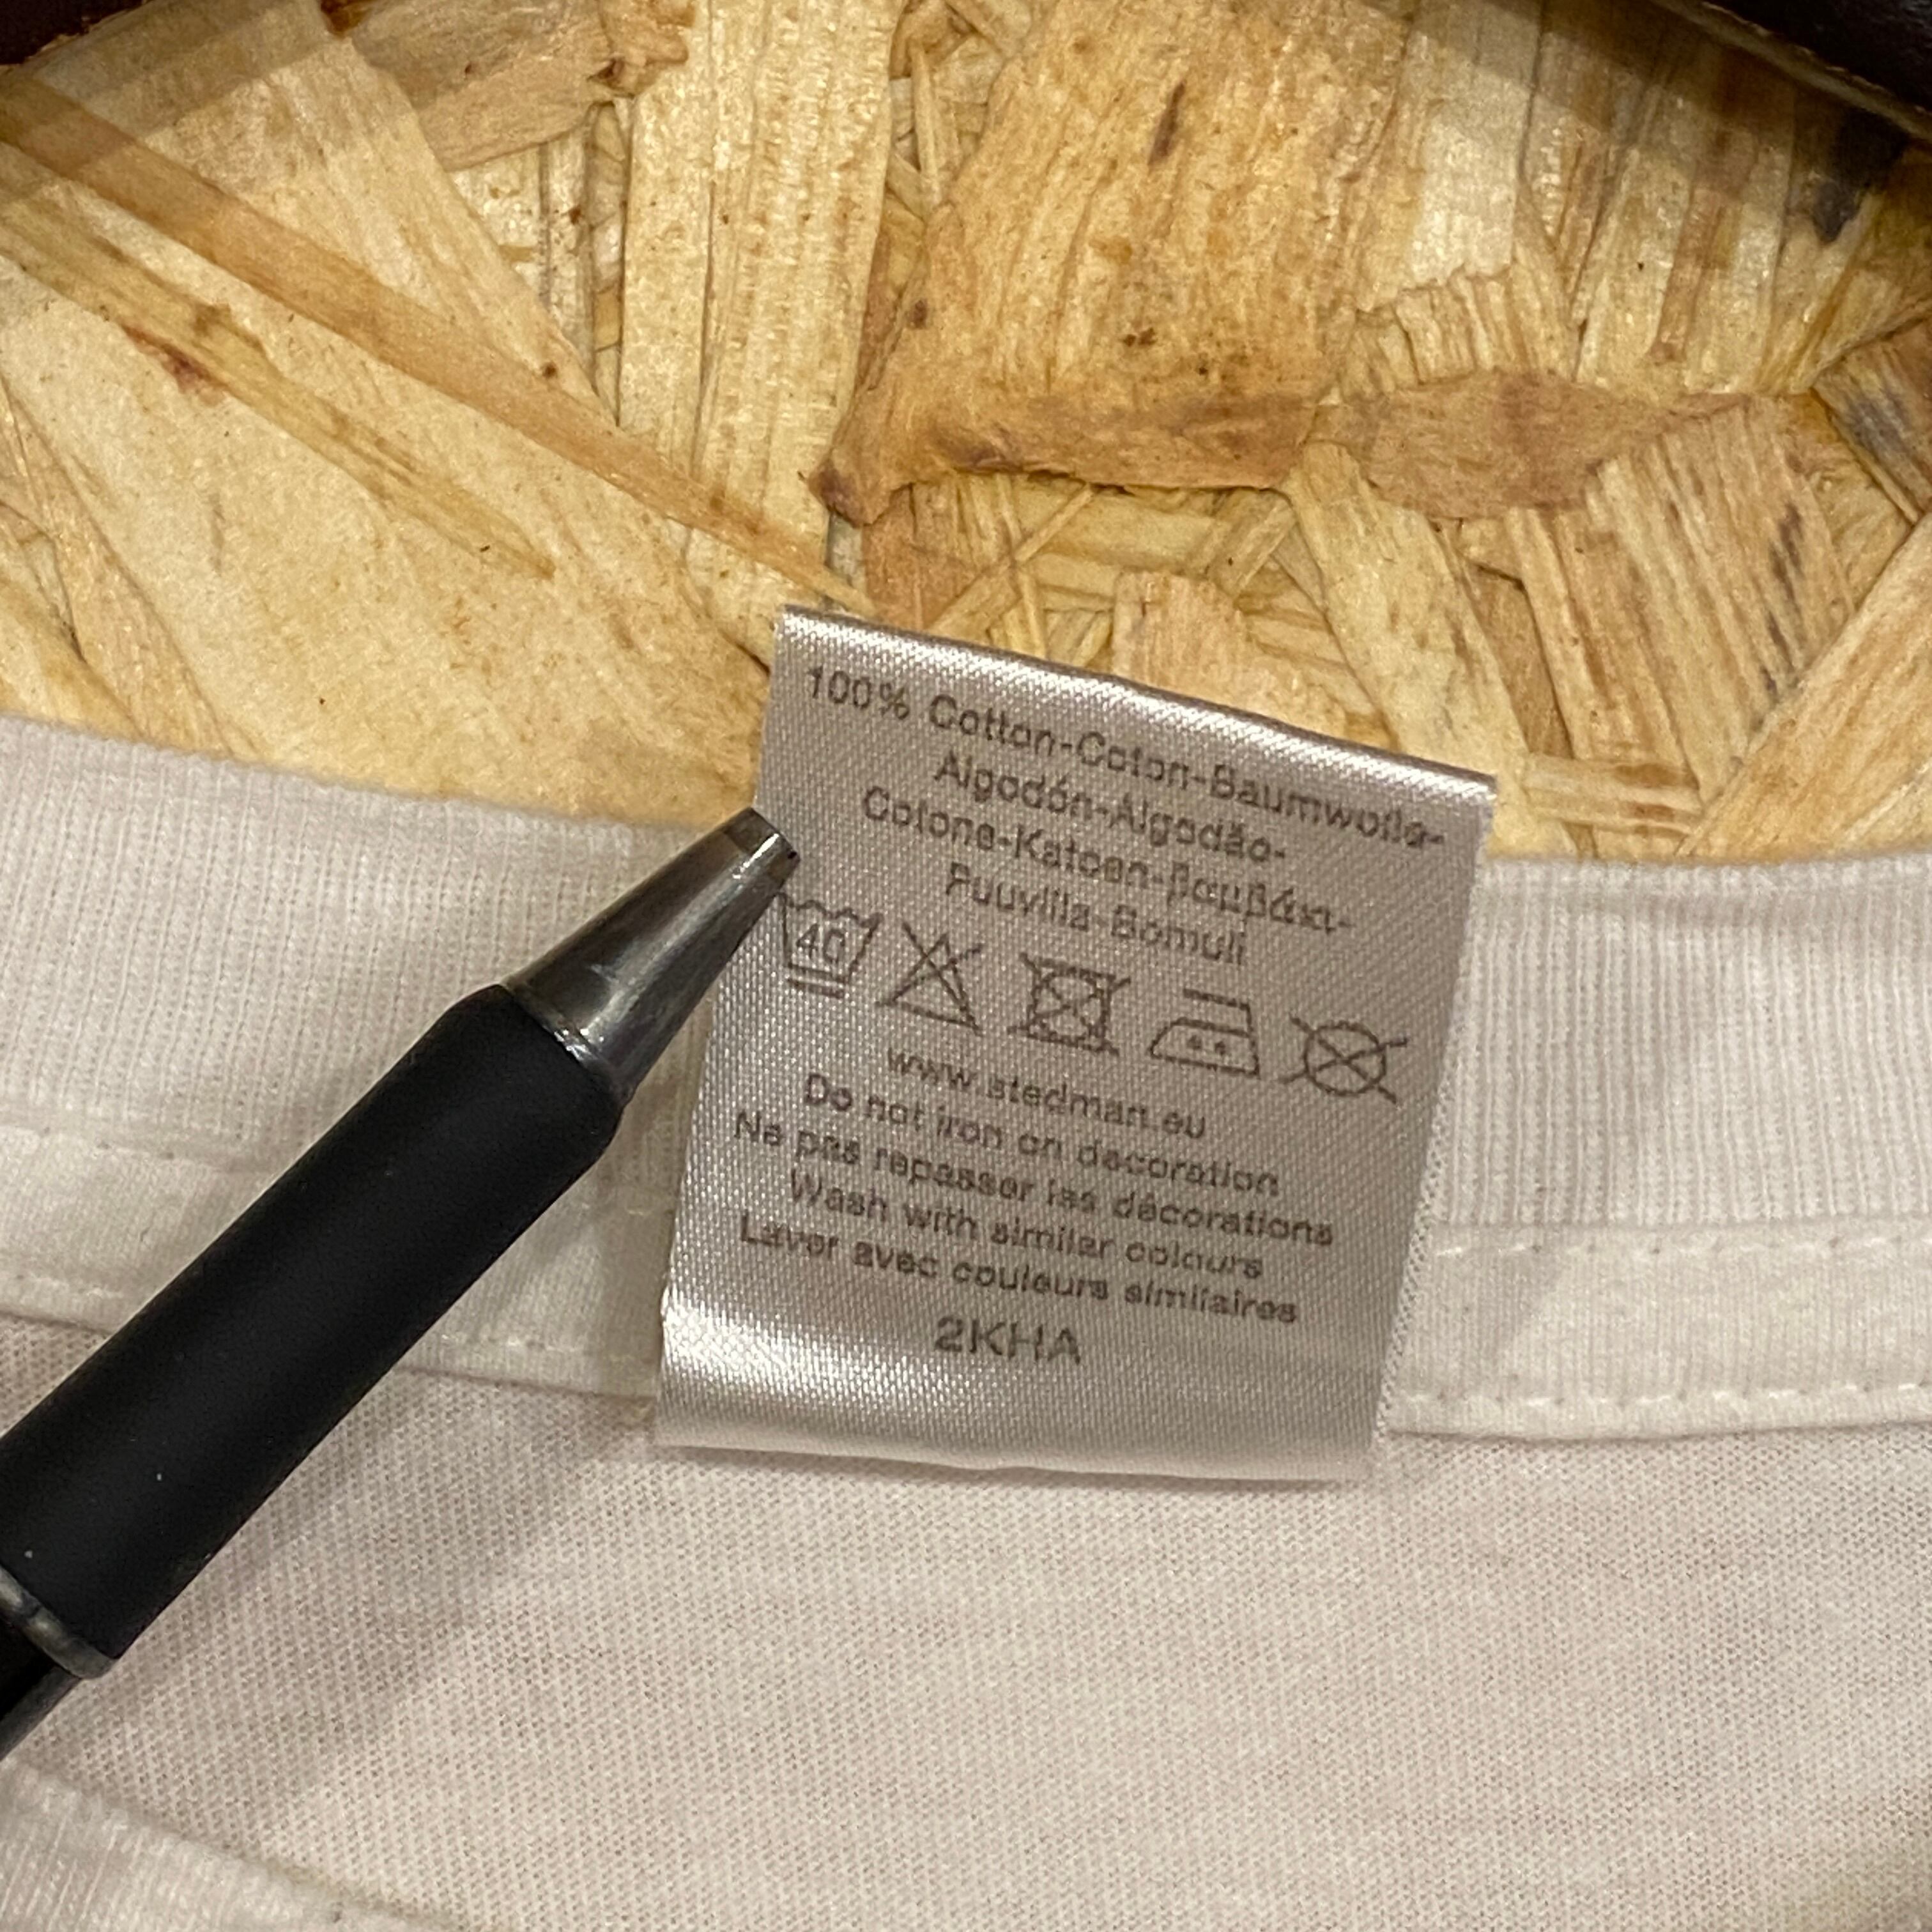 100% Cotton-Coton-Baumwolle-
Algodón-Algodão-
Cotone-Katoen-βαμβάκι-
Puuvilla-Bomull
40
www.stedman.eu
Do not iron on decoration
Ne pas repasser les décorations
Wash with similar colours
Laver avec couleurs similaires
2KHA